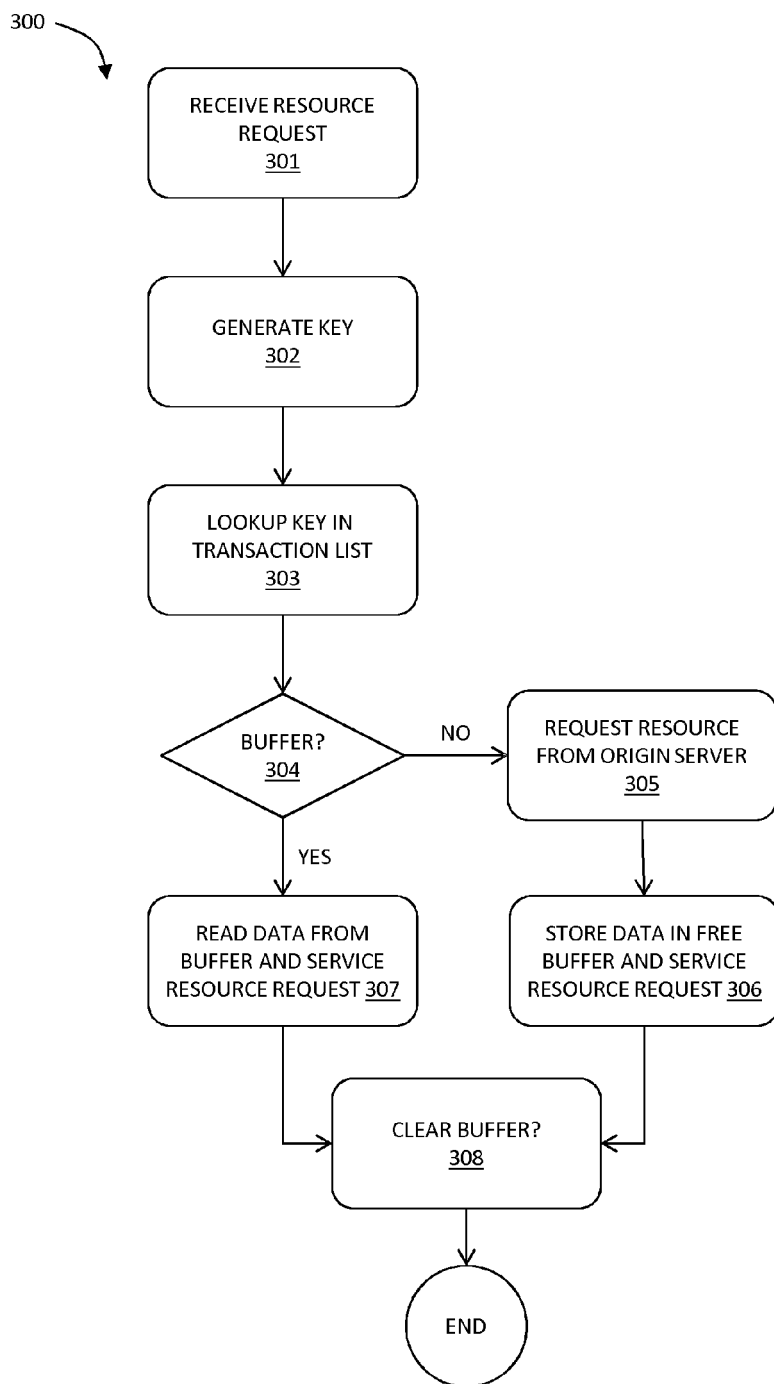 300
RECEIVE RESOURCE
REQUEST
301
GENERATE KEY
302
LOOKUP KEY IN
TRANSACTION LIST
303
BUFFER?
304
NO
REQUEST RESOURCE
FROM ORIGIN SERVER
305
YES
READ DATA FROM
BUFFER AND SERVICE
RESOURCE REQUEST 307
STORE DATA IN FREE
BUFFER AND SERVICE
RESOURCE REQUEST 306
CLEAR BUFFER?
308
END